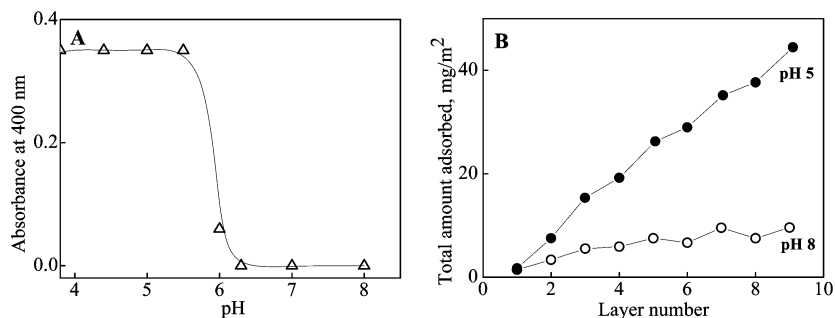 A
Absorbance at 400 nm
0.4
0.2
0.0
4 5 6 7 8
pH
B
Total amount adsorbed, mg/m²
40
20
0
pH 5
pH 8
0 2 4 6 8 10
Layer number